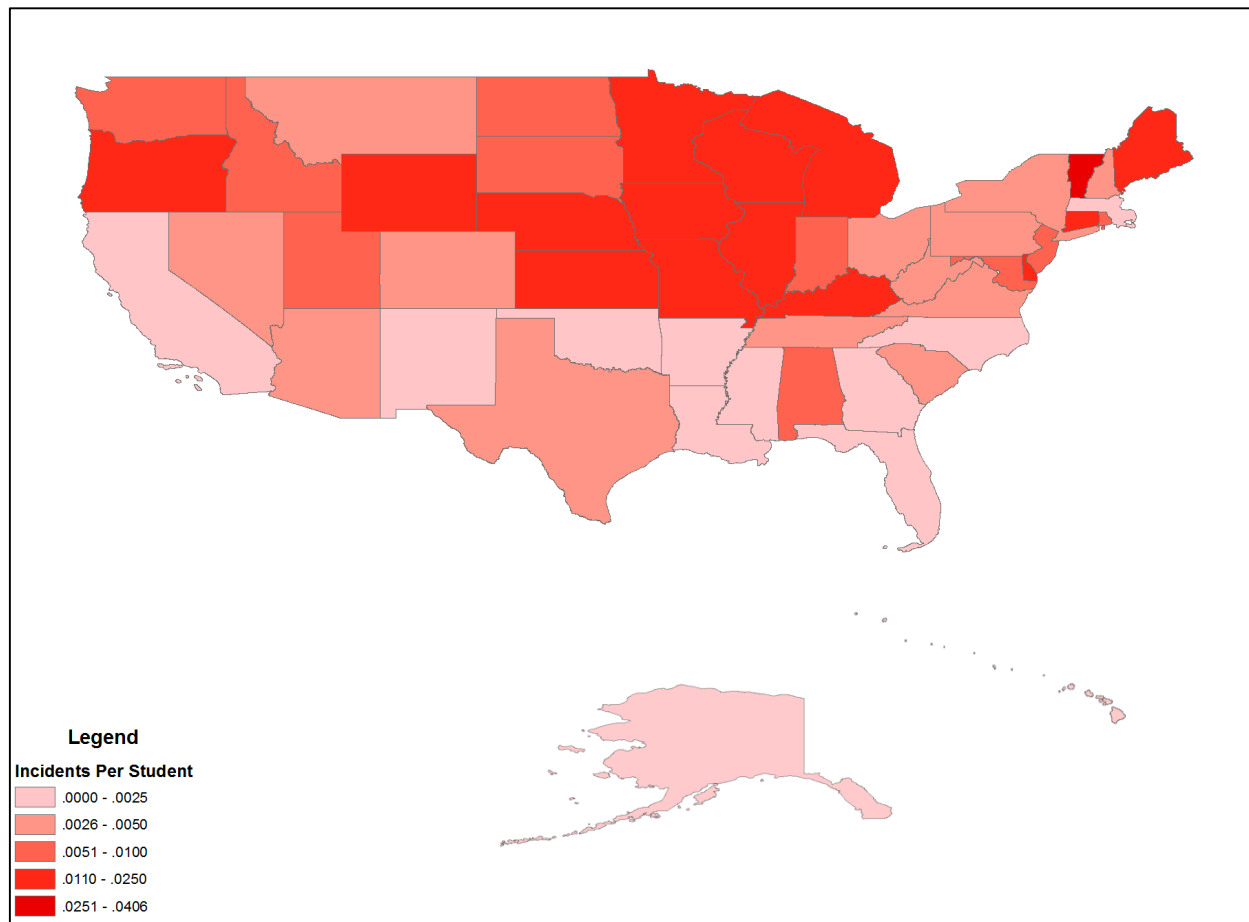 Legend
Incidents Per Student
.0000 - .0025
.0026 - .0050
.0051 - .0100
.0110 - .0250
.0251 - .0406